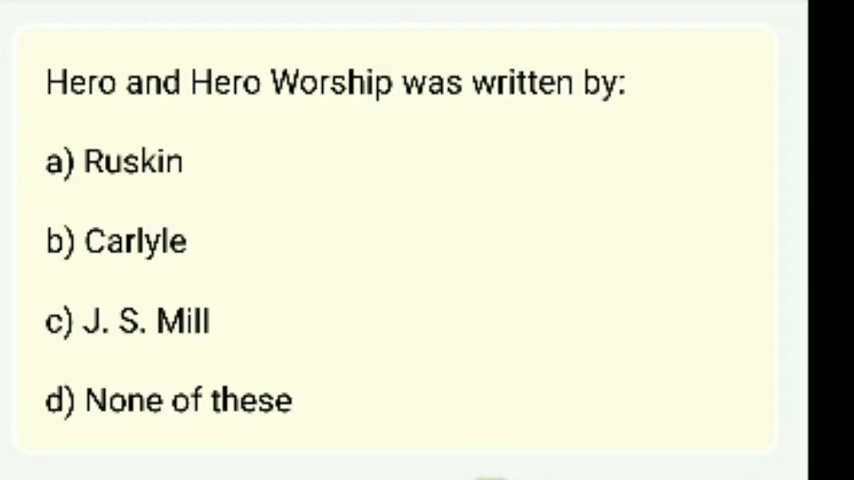 Hero and Hero Worship was written by:
a) Ruskin
b) Carlyle
c) J. S. Mill
d) None of these